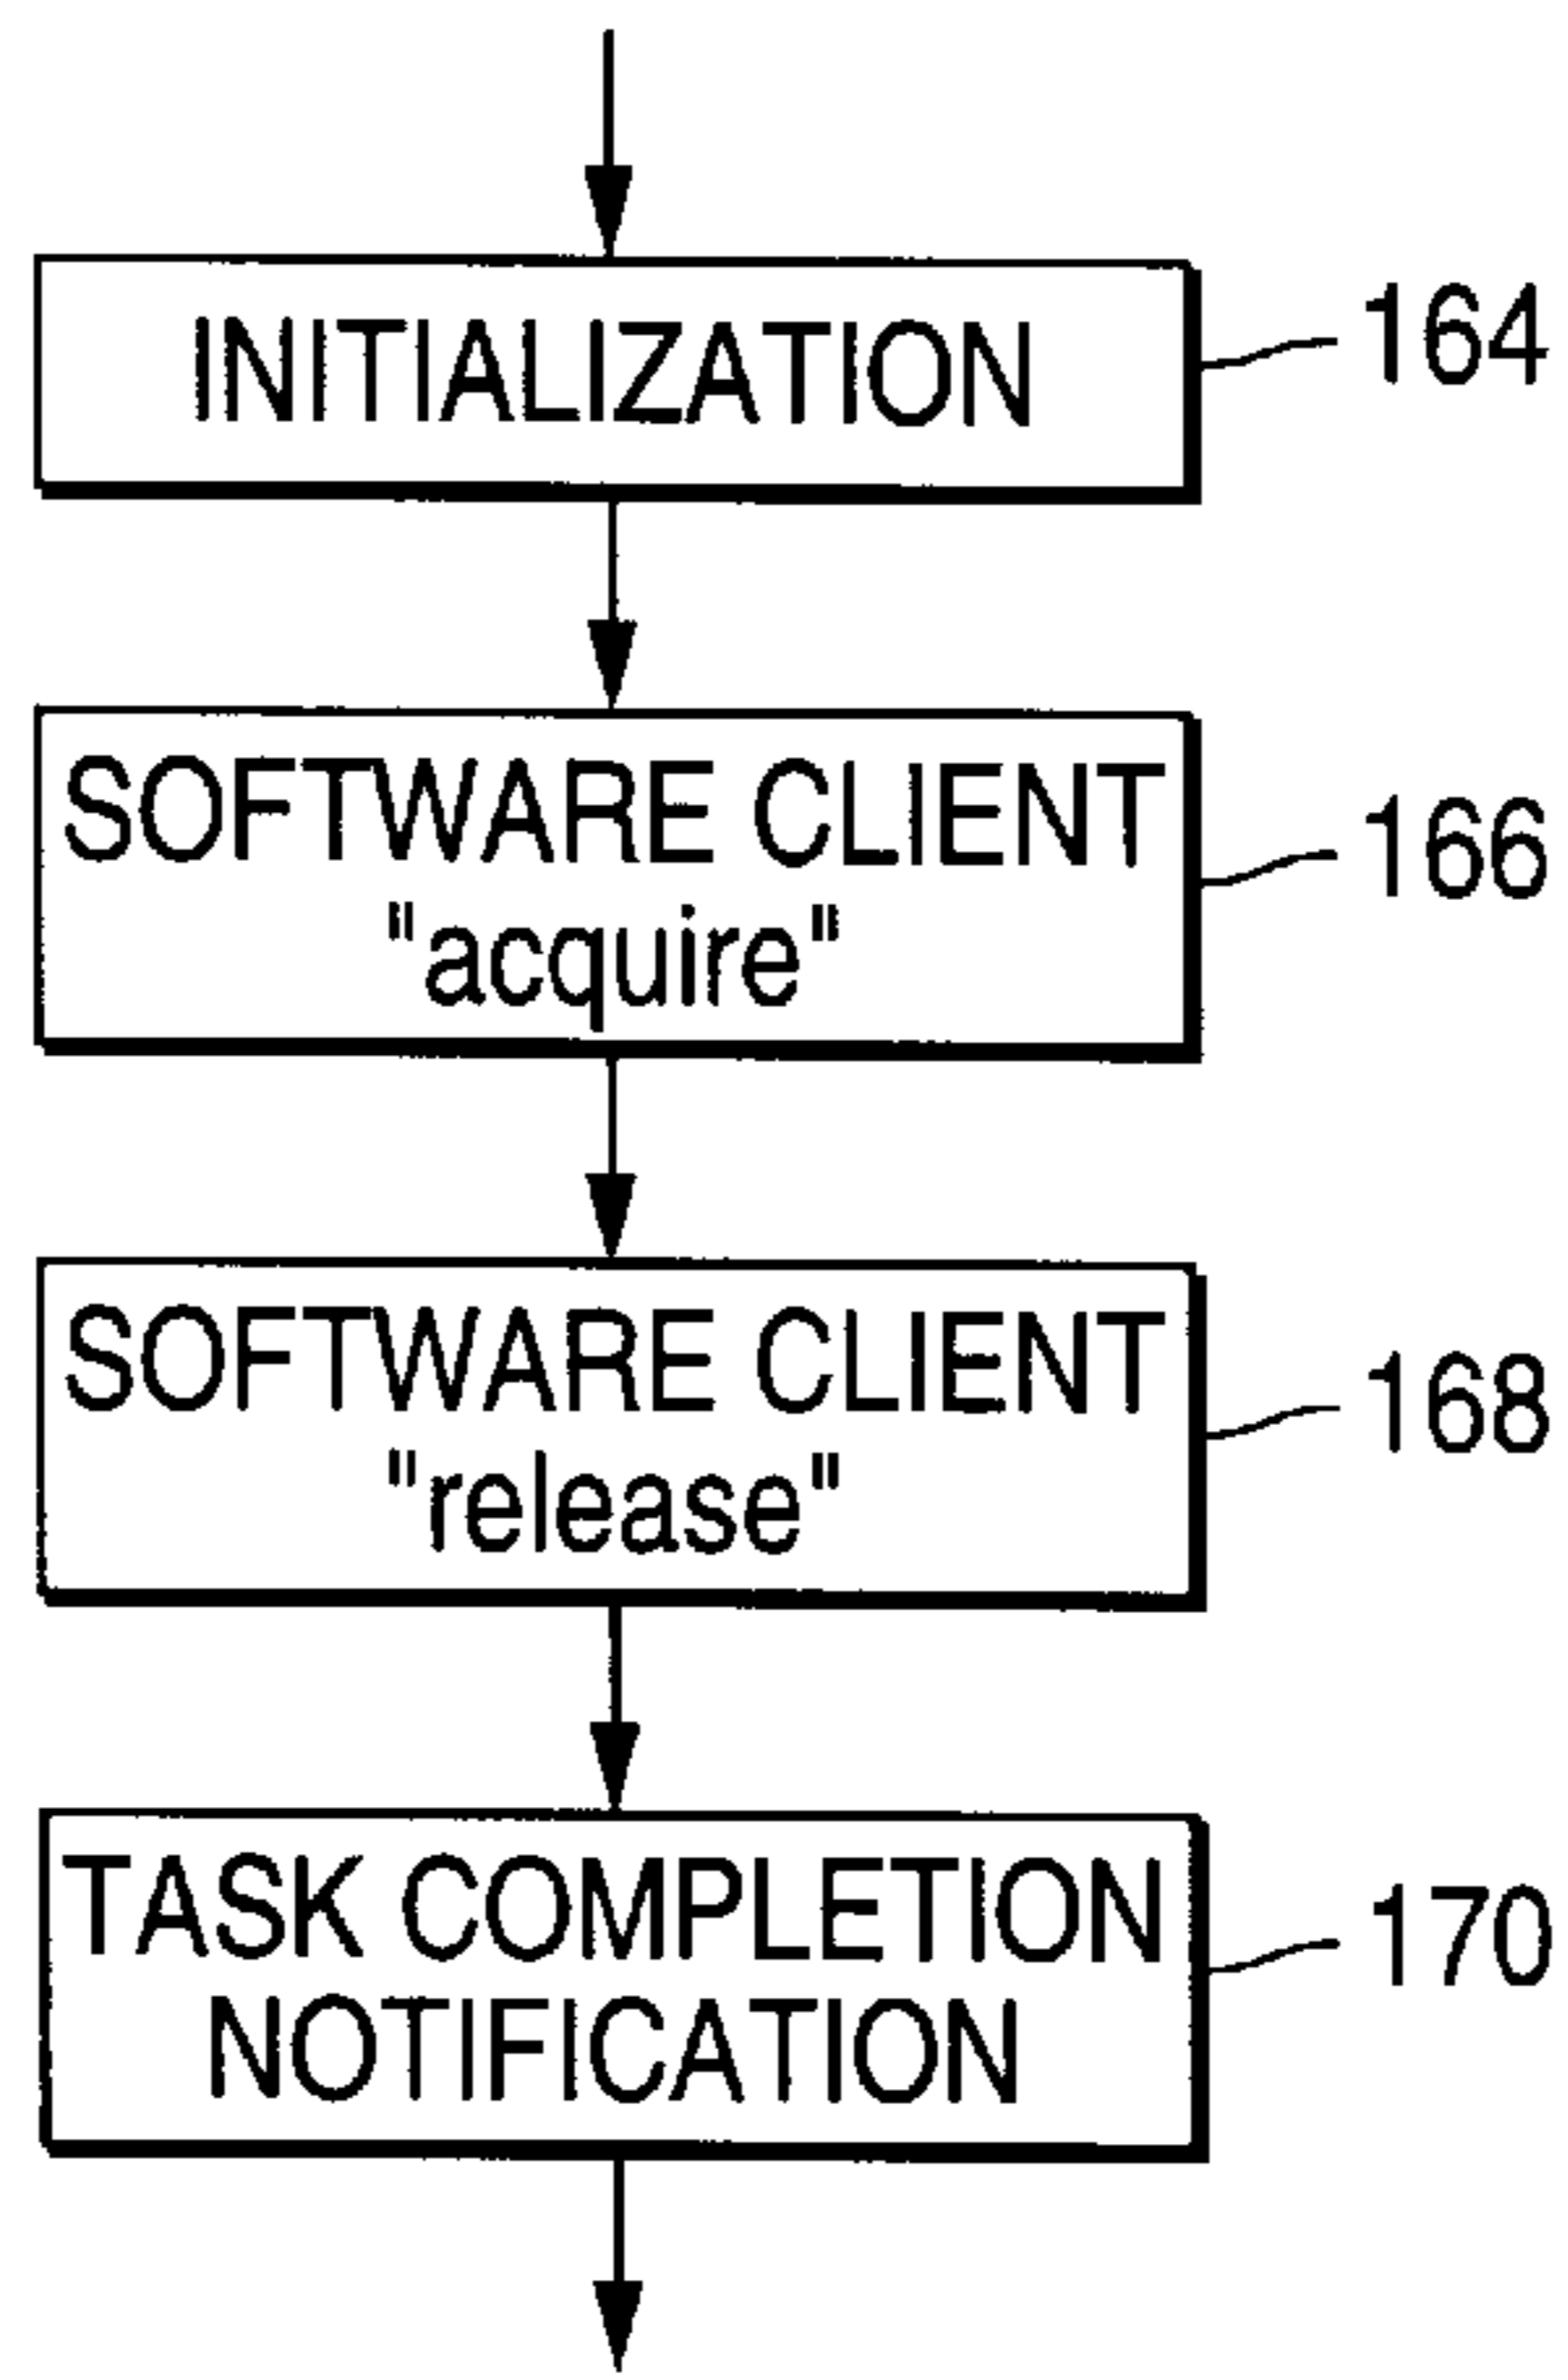 INITIALIZATION
164
SOFTWARE CLIENT
"acquire"
166
SOFTWARE CLIENT
"release"
168
TASK COMPLETION
NOTIFICATION
170